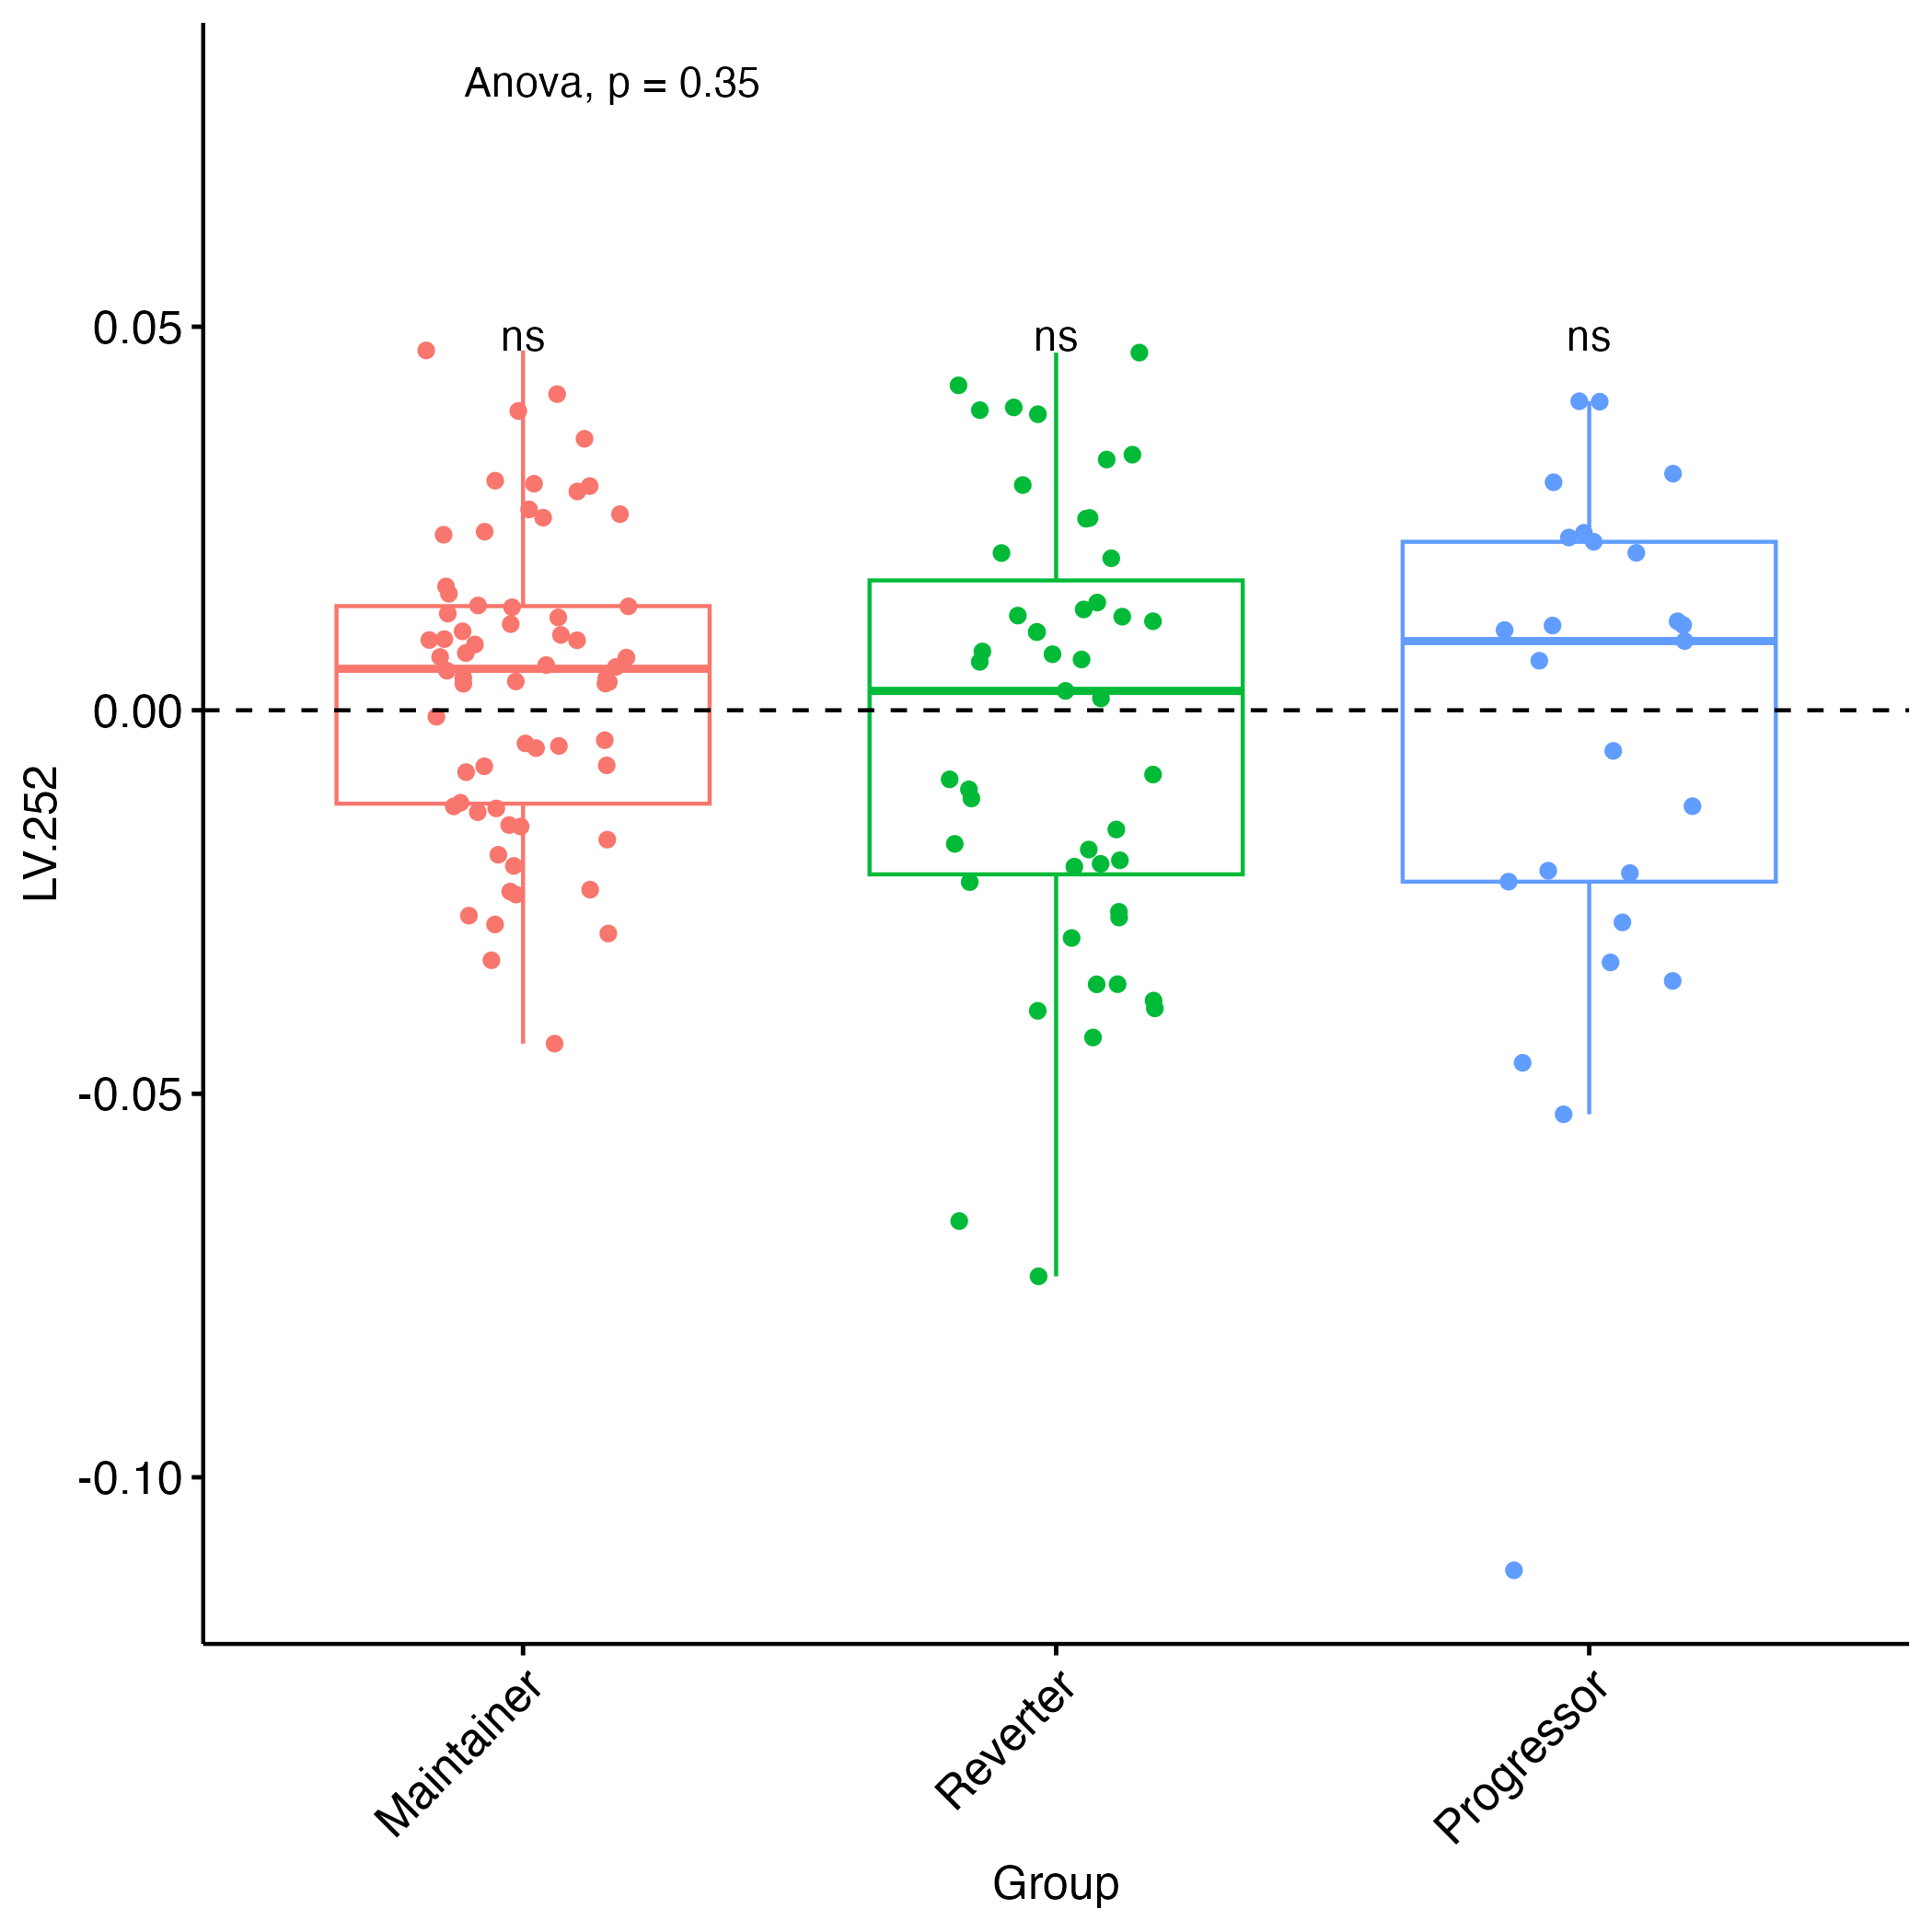 Anova, p = 0.35
ns ns ns
0.05
0.00
-0.05
-0.10
LV.252
Maintainer
Reverter
Progressor
Group